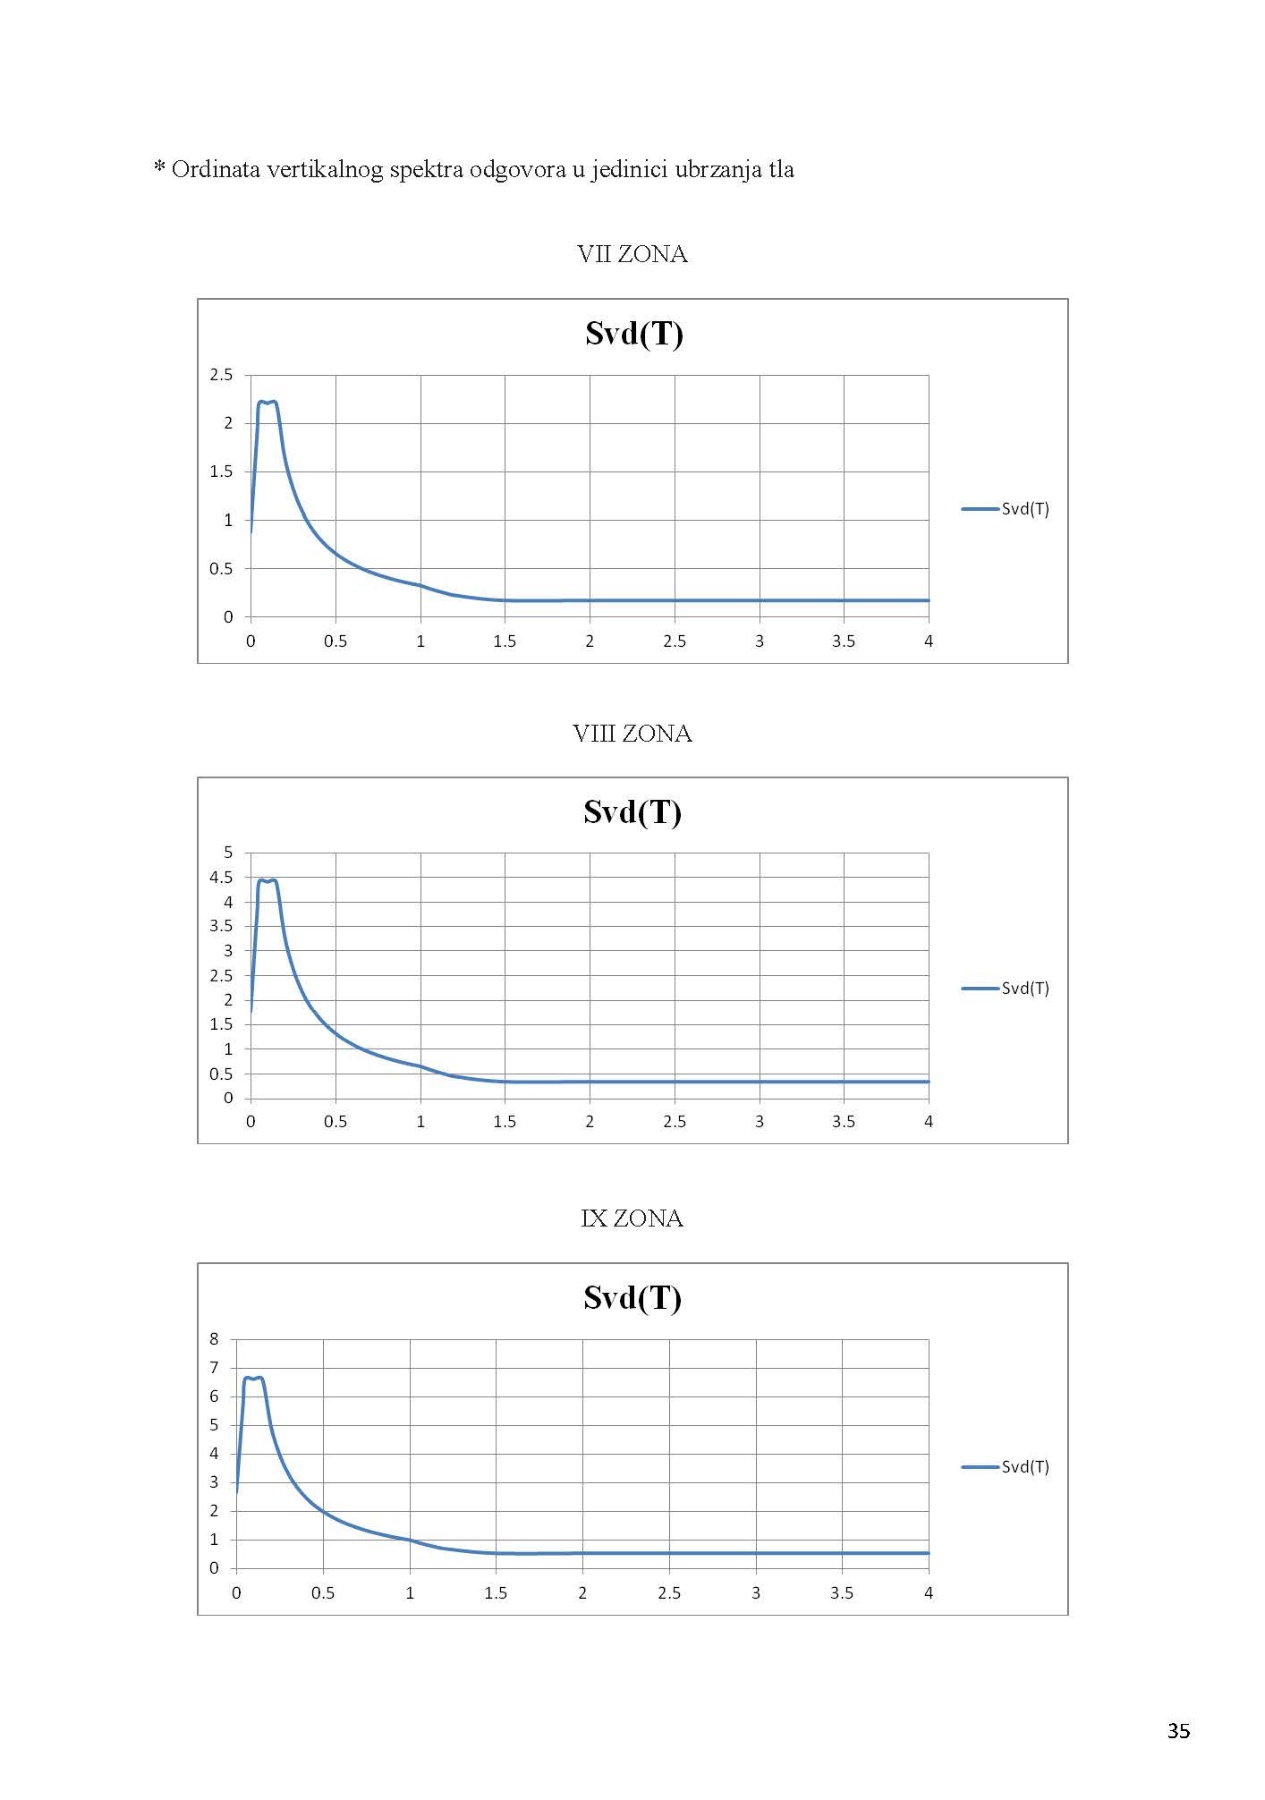 * Ordinata vertikalnog spektra odgovora u jedinici ubrzanja tla
VII ZONA
Svd(T)
2.5
2
1.5
1
0.5
0
0 0.5 1 1.5 2 2.5 3 3.5 4
Svd(T)
VIII ZONA
Svd(T)
5
4.5
4
3.5
3
2.5
2
1.5
1
0.5
0
0 0.5 1 1.5 2 2.5 3 3.5 4
Svd(T)
IX ZONA
Svd(T)
8
7
6
5
4
3
2
1
0
0 0.5 1 1.5 2 2.5 3 3.5 4
Svd(T)
35